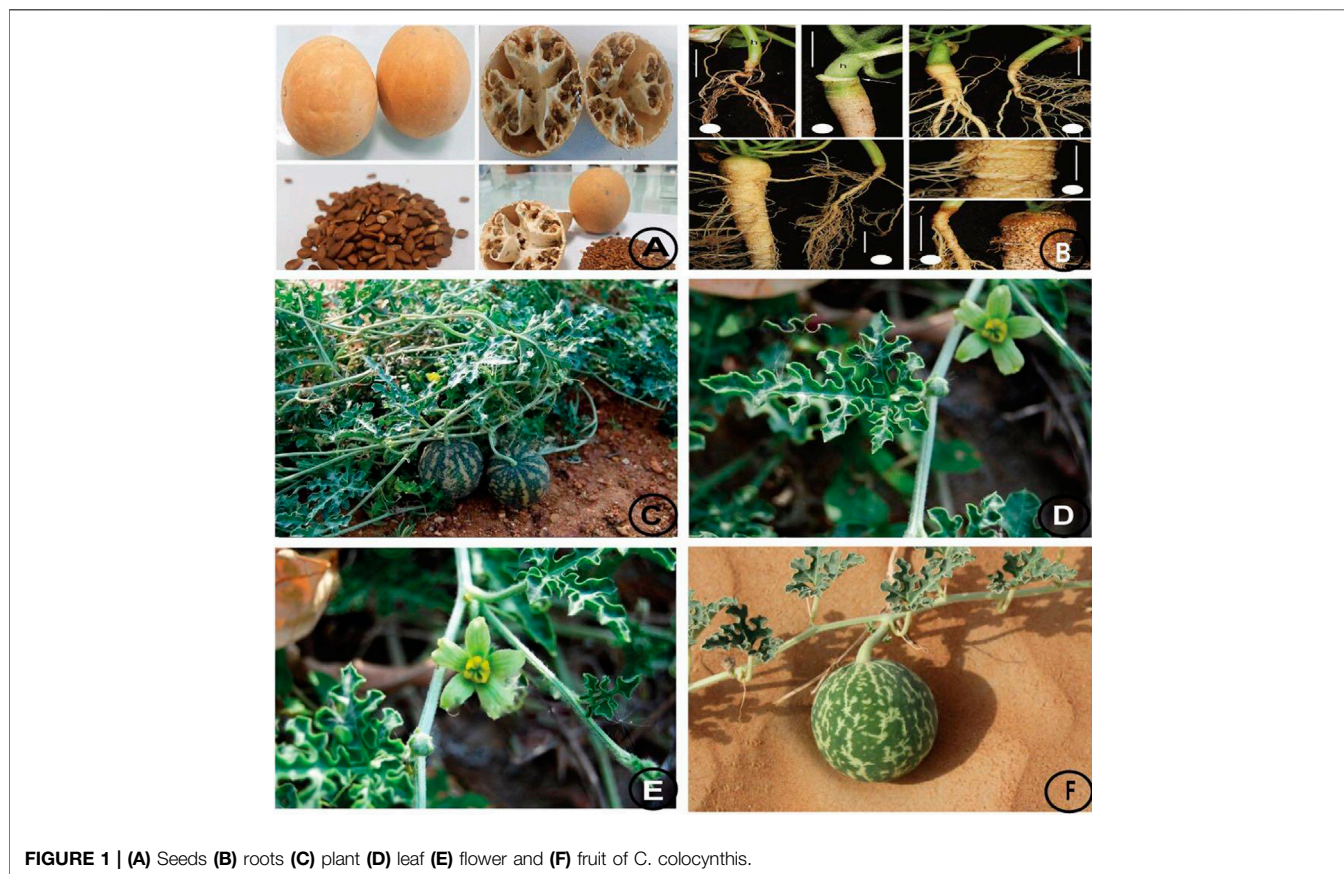 h
h
A
B
C
D
E
F
FIGURE 1 | (A) Seeds (B) roots (C) plant (D) leaf (E) flower and (F) fruit of C. colocynthis.